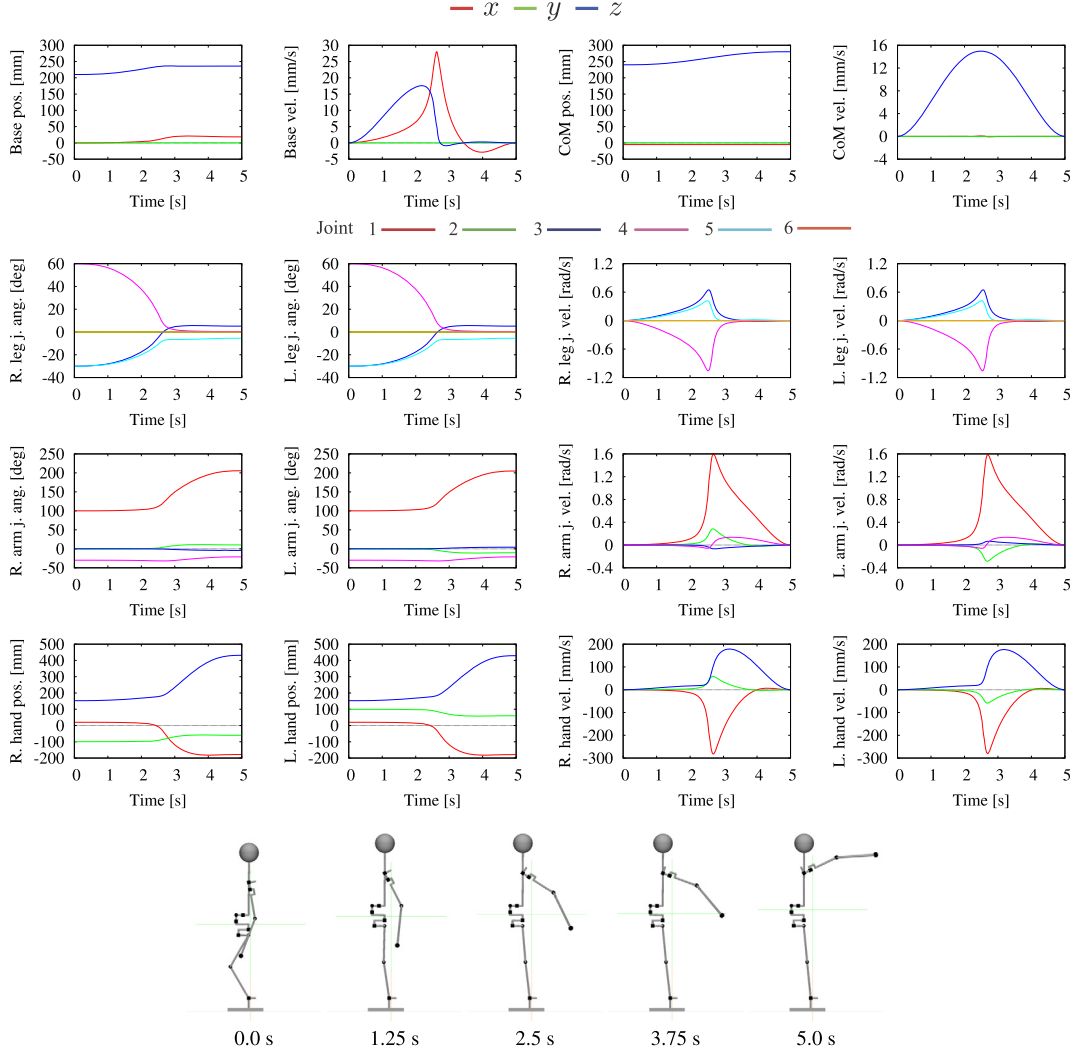 x y z
Base pos. [mm]
300
250
200
150
100
50
0
-50
0 1 2 3 4 5
Time [s]
Base vel. [mm/s]
30
25
20
15
10
5
0
-5
0 1 2 3 4 5
Time [s]
CoM pos. [mm]
300
250
200
150
100
50
0
-50
0 1 2 3 4 5
Time [s]
CoM vel. [mm/s]
16
12
8
4
0
-4
0 1 2 3 4 5
Time [s]
Joint 1 2 3 4 5 6
R. leg j. ang. [deg]
60
40
20
0
-20
-40
0 1 2 3 4 5
Time [s]
L. leg j. ang. [deg]
60
40
20
0
-20
-40
0 1 2 3 4 5
Time [s]
R. leg j. vel. [rad/s]
1.2
0.6
0
-0.6
-1.2
0 1 2 3 4 5
Time [s]
L. leg j. vel. [rad/s]
1.2
0.6
0
-0.6
-1.2
0 1 2 3 4 5
Time [s]
R. arm j. ang. [deg]
250
200
150
100
50
0
-50
0 1 2 3 4 5
Time [s]
L. arm j. ang. [deg]
250
200
150
100
50
0
-50
0 1 2 3 4 5
Time [s]
R. arm j. vel. [rad/s]
1.6
1.2
0.8
0.4
0
-0.4
0 1 2 3 4 5
Time [s]
L. arm j. vel. [rad/s]
1.6
1.2
0.8
0.4
0
-0.4
0 1 2 3 4 5
Time [s]
R. hand pos. [mm]
500
400
300
200
100
0
-100
-200
0 1 2 3 4 5
Time [s]
L. hand pos. [mm]
500
400
300
200
100
0
-100
-200
0 1 2 3 4 5
Time [s]
R. hand vel. [mm/s]
200
100
0
-100
-200
-300
0 1 2 3 4 5
Time [s]
L. hand vel. [mm/s]
200
100
0
-100
-200
-300
0 1 2 3 4 5
Time [s]
0.0 s 1.25 s 2.5 s 3.75 s 5.0 s